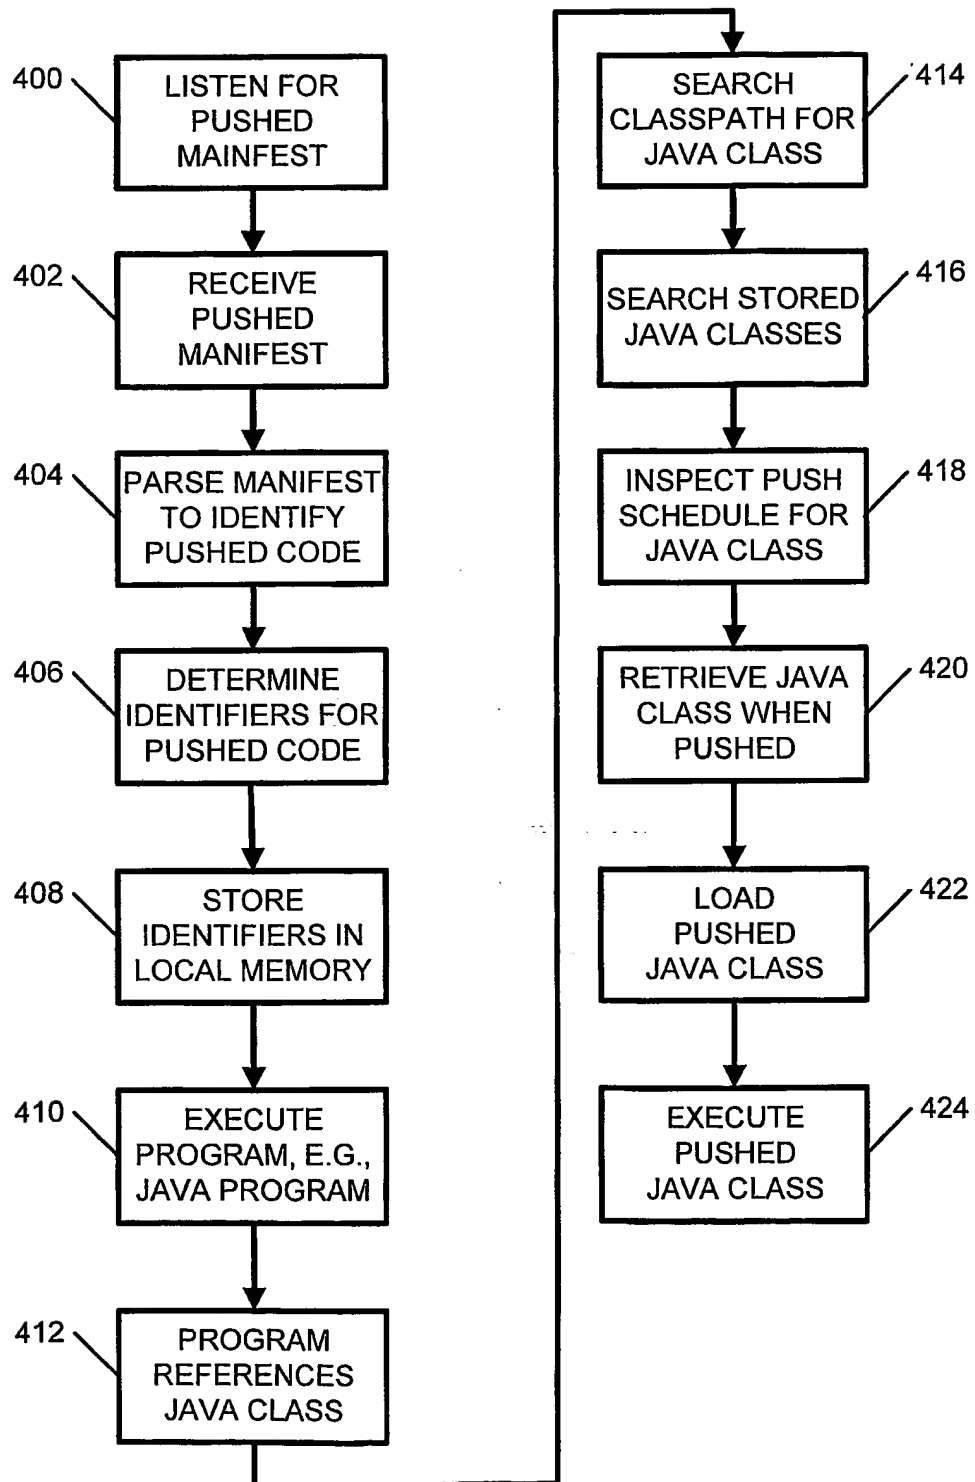 400
LISTEN FOR
PUSHED
MAINFEST
402
RECEIVE
PUSHED
MANIFEST
404
PARSE MANIFEST
TO IDENTIFY
PUSHED CODE
406
DETERMINE
IDENTIFIERS FOR
PUSHED CODE
408
STORE
IDENTIFIERS IN
LOCAL MEMORY
410
EXECUTE
PROGRAM, E.G.,
JAVA PROGRAM
412
PROGRAM
REFERENCES
JAVA CLASS
SEARCH
CLASSPATH FOR
JAVA CLASS
414
SEARCH STORED
JAVA CLASSES
416
INSPECT PUSH
SCHEDULE FOR
JAVA CLASS
418
RETRIEVE JAVA
CLASS WHEN
PUSHED
420
LOAD
PUSHED
JAVA CLASS
422
EXECUTE
PUSHED
JAVA CLASS
424